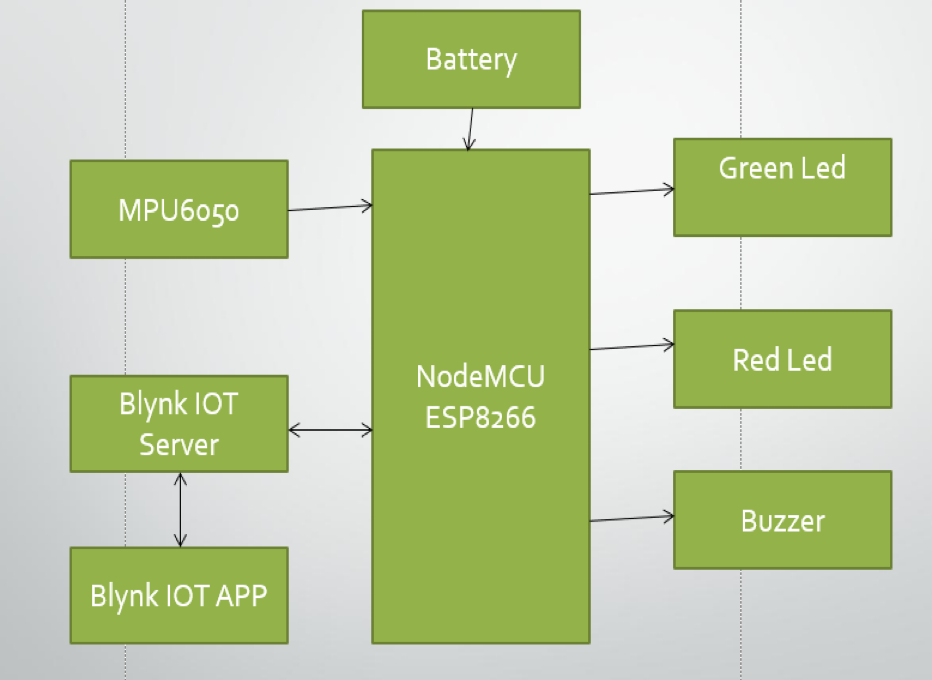 Battery
MPU6050
Green Led
NodeMCU
ESP8266
Red Led
Blynk IOT
Server
Buzzer
Blynk IOT APP